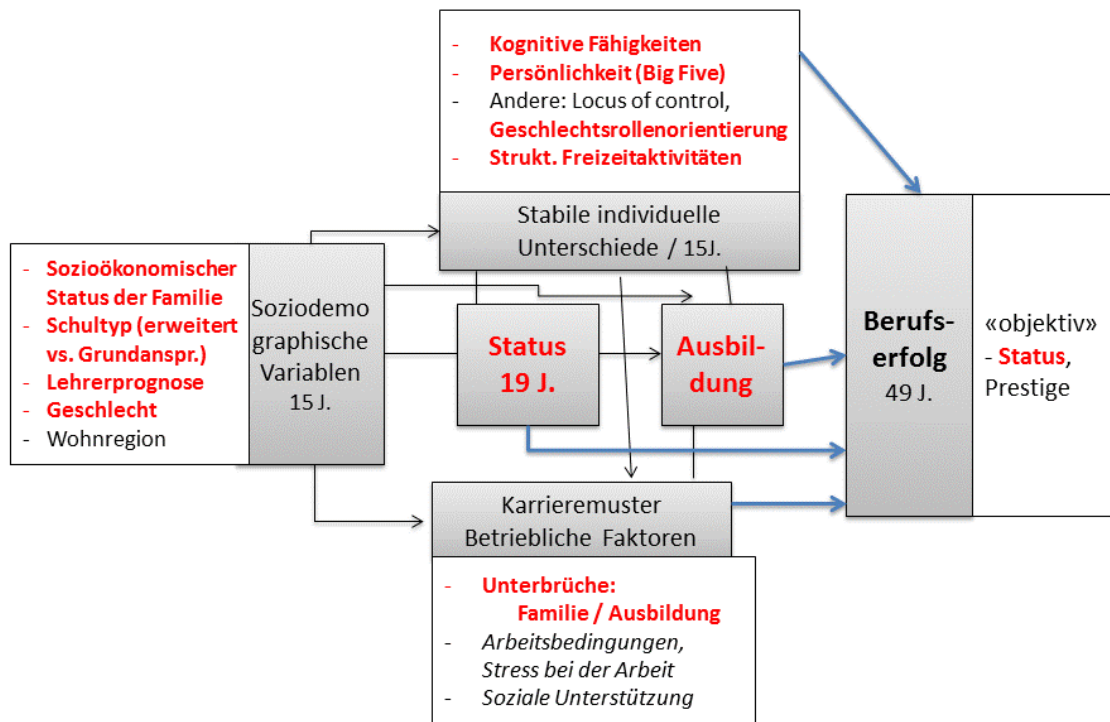 - Kognitive Fähigkeiten
- Persönlichkeit (Big Five)
- Andere: Locus of control,
Geschlechtsrollenorientierung
- Strukt. Freizeitaktivitäten
Stabile individuelle
Unterschiede / 15J.
- Sozioökonomischer
Status der Familie
- Schultyp (erweitert
vs. Grundanspr.)
- Lehrerprognose
- Geschlecht
- Wohnregion
Soziodemo
graphische
Variablen
15 J.
Status
19 J.
Ausbil-
dung
Berufs-
erfolg
49 J.
«objektiv»
- Status,
Prestige
Karrieremuster
Betriebliche Faktoren
- Unterbrüche:
Familie / Ausbildung
- Arbeitsbedingungen,
Stress bei der Arbeit
- Soziale Unterstützung